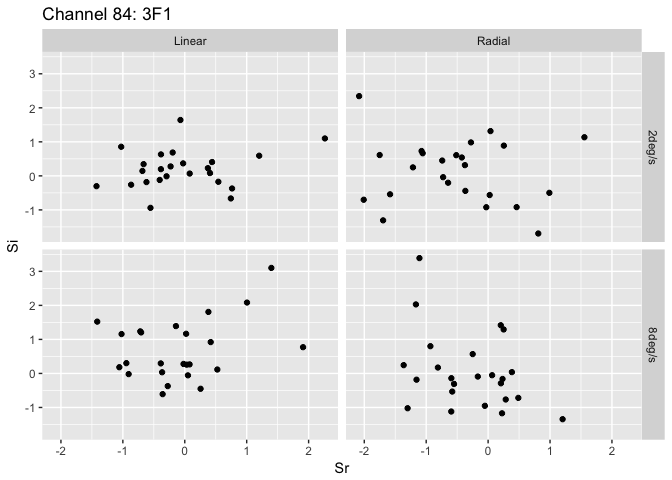 Channel 84: 3F1
Linear
Radial
3
2
1
0
-1
2deg/s
Si
3
2
1
0
-1
8deg/s
-2 -1 0 1 2
-2 -1 0 1 2
Sr